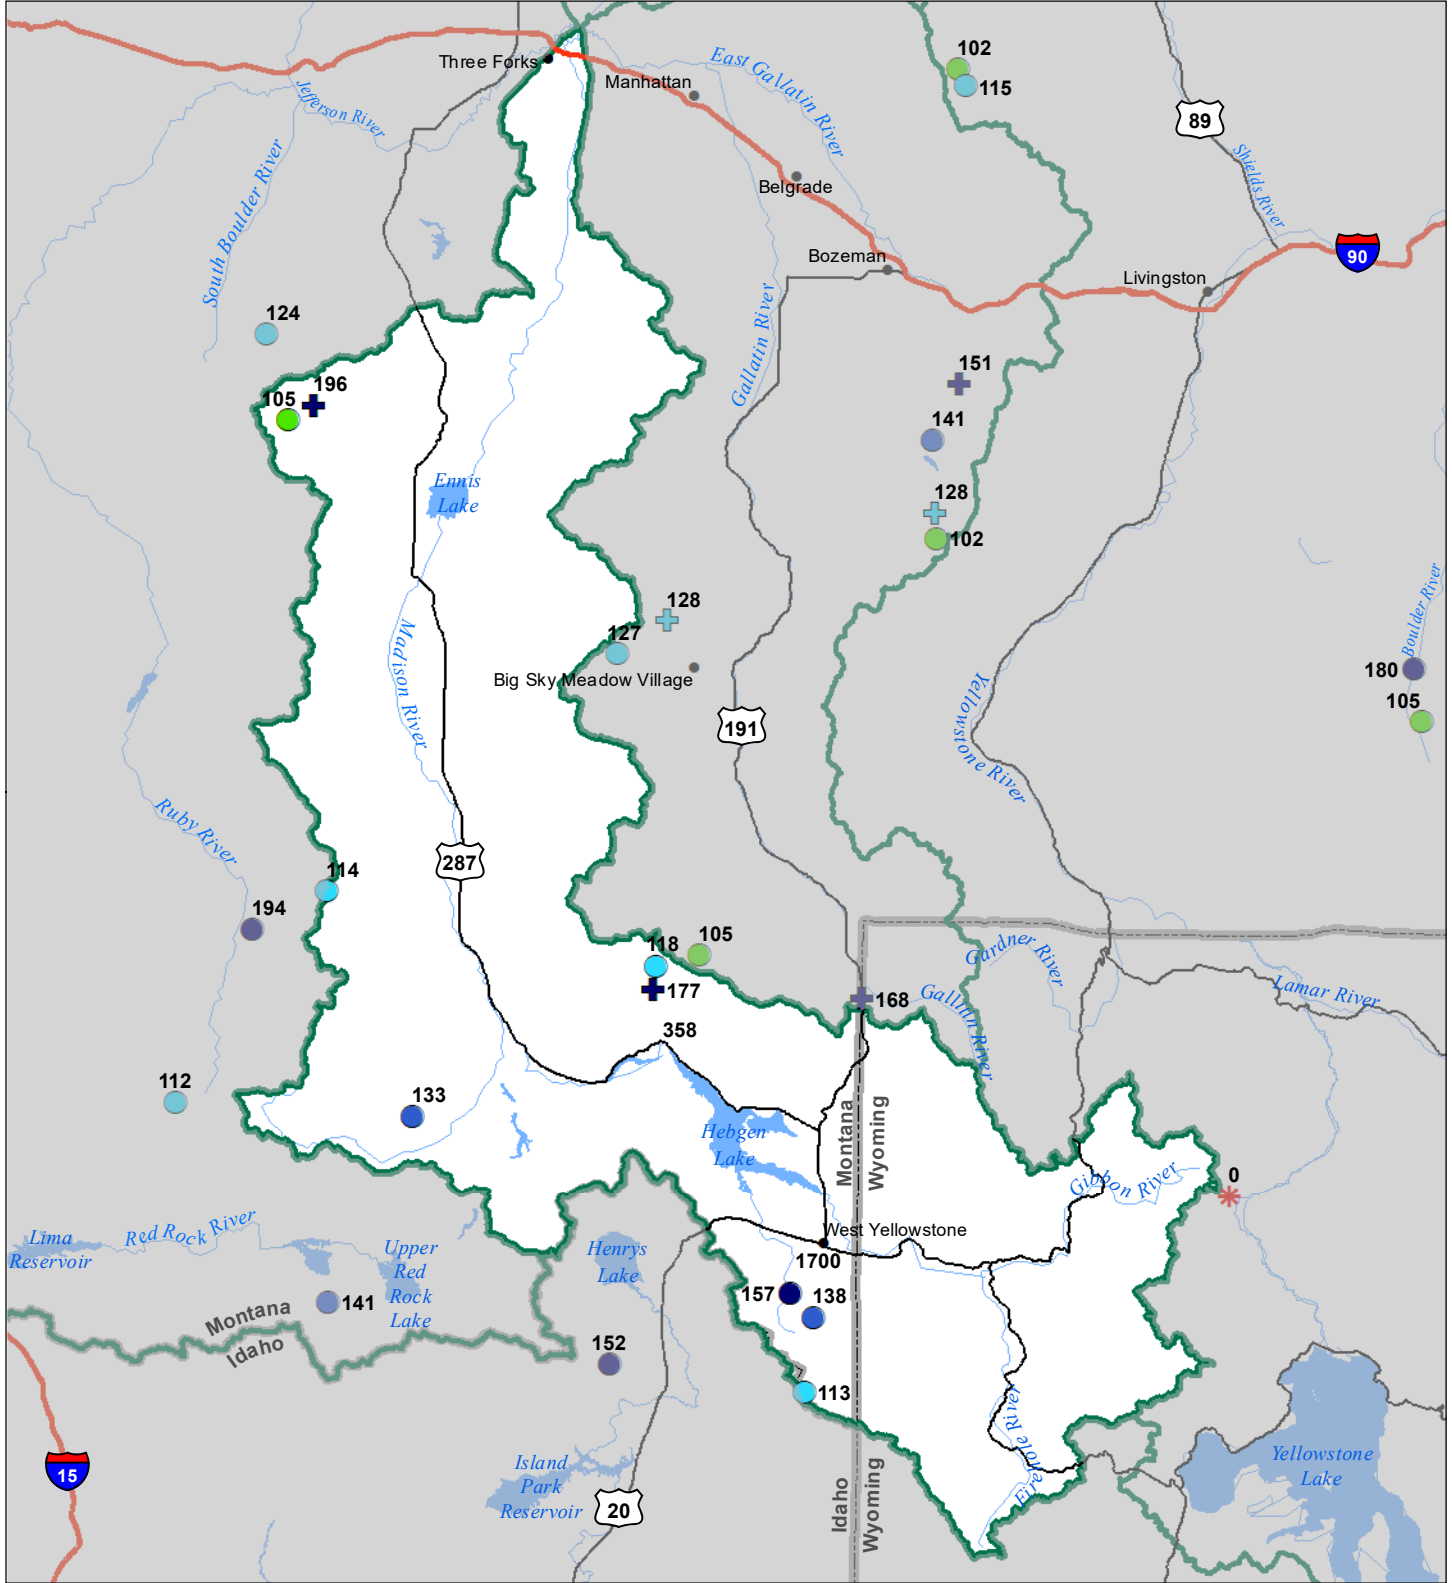 102
Three Forks
East Gallatin River
115
Manhattan
Jefferson River
89
South Boulder River
Shields River
Belgrade
90
Bozeman
Livingston
Gallatin River
124
151
196
105
141
Ennis
Lake
128
102
128
Boulder River
127
Madison River
180
Big Sky Meadow Village
105
191
Yellowstone River
Ruby River
287
114
194
118
105
Gardner River
177
168
Gallatin River
Lamar River
358
112
133
Montana
Wyoming
Hebgen
Lake
Gibbon River
0
Red Rock River
Lima
Reservoir
West Yellowstone
Upper
Red
Rock
Lake
Henrys
Lake
1700
157
138
141
Montana
Idaho
152
113
Firehole River
Island
Park
Reservoir
Yellowstone
Lake
15
20
Idaho
Wyoming